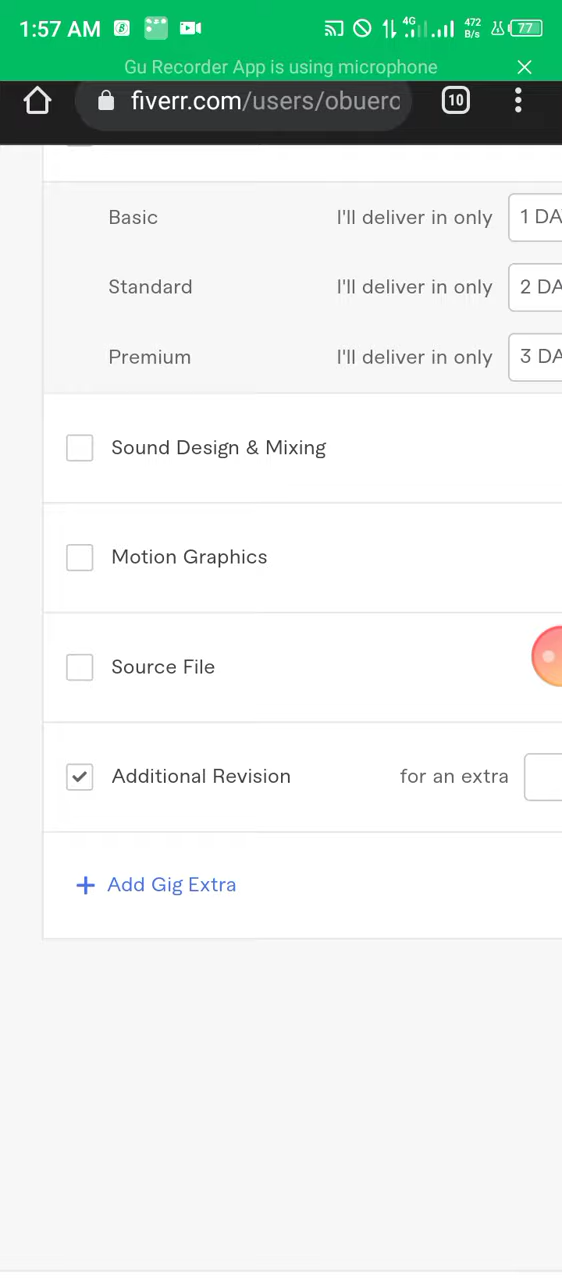 1:57 AM 4G 472 B/s 77
Gu Recorder App is using microphone
fiverr.com/users/obuerc 10
Basic I'll deliver in only 1 DA
Standard I'll deliver in only 2 DA
Premium I'll deliver in only 3 DA
Sound Design & Mixing
Motion Graphics
Source File
Additional Revision for an extra
+ Add Gig Extra